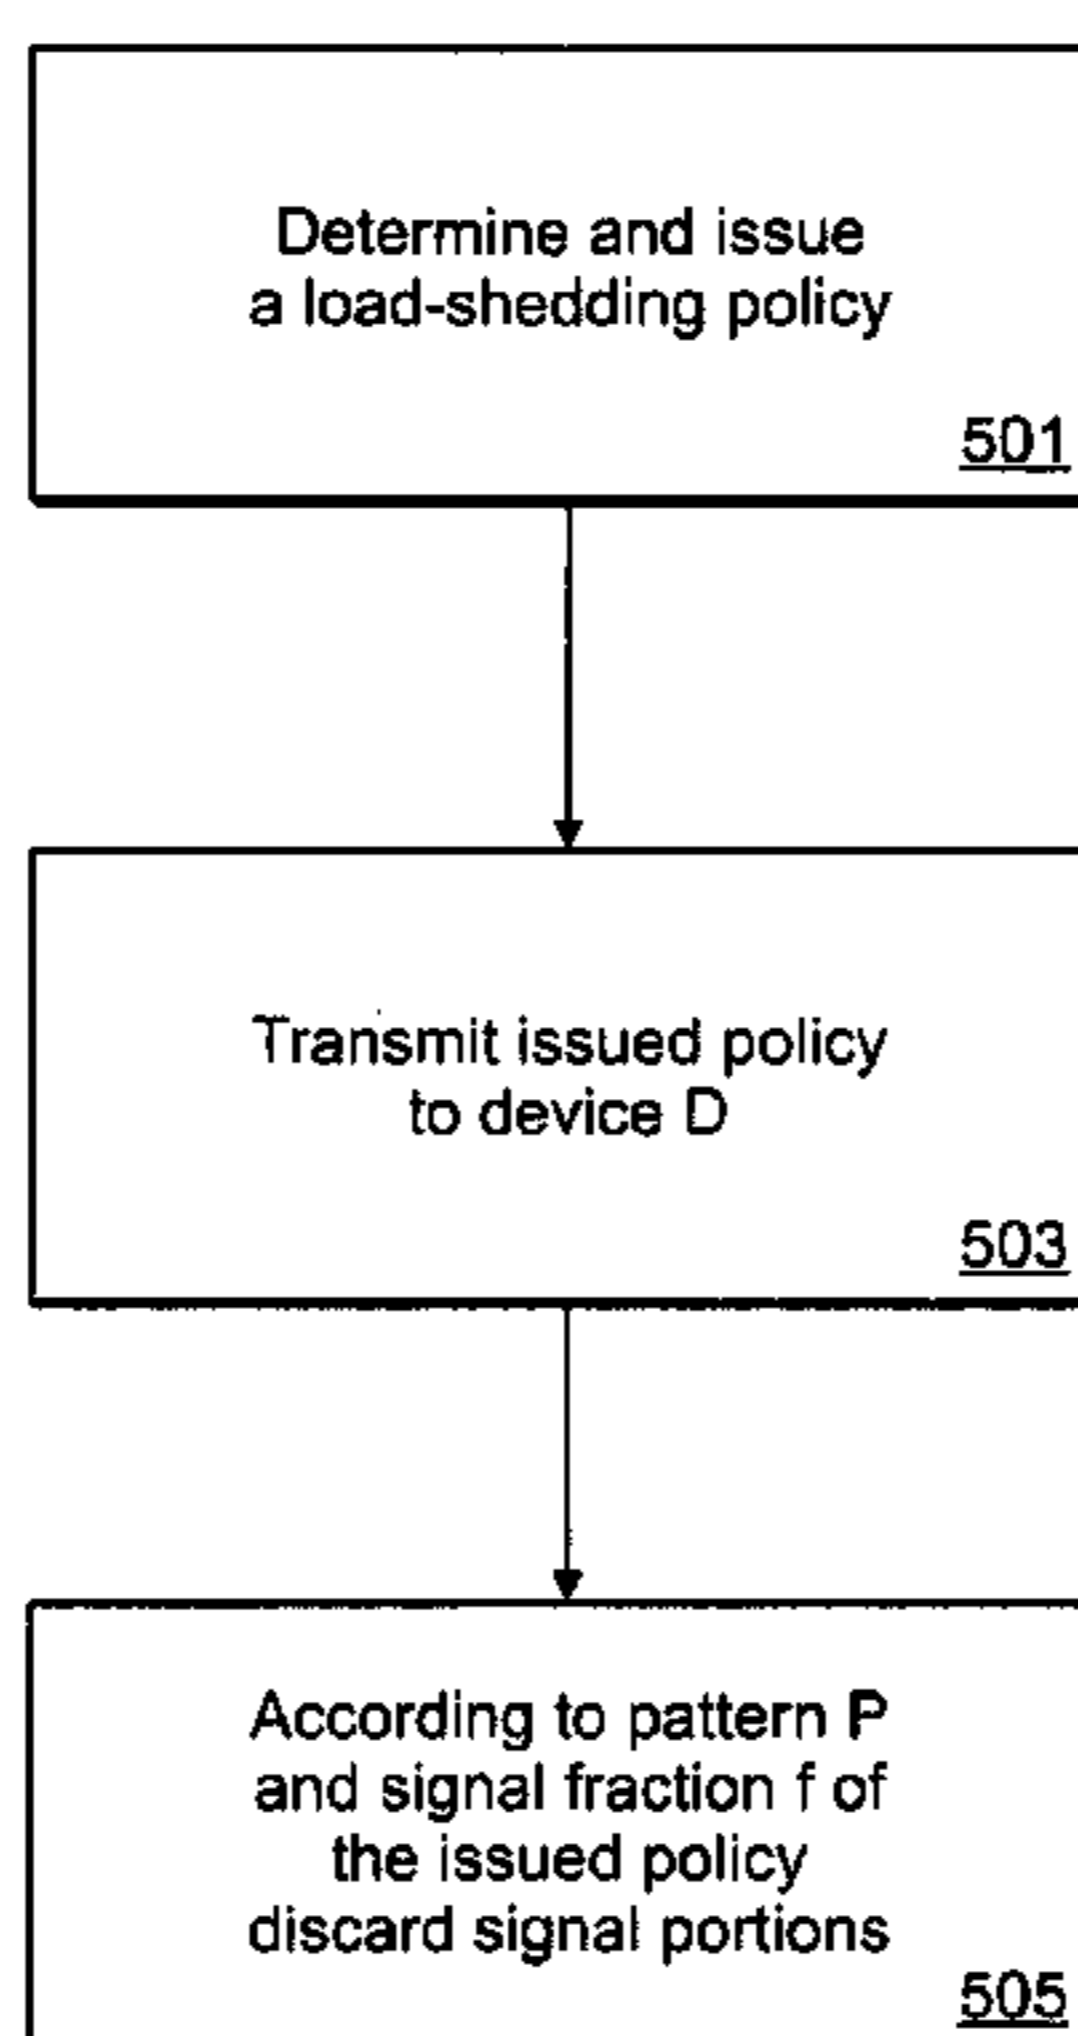 Determine and issue
a load-shedding policy
501
Transmit issued policy
to device D
503
According to pattern P
and signal fraction f of
the issued policy
discard signal portions
505